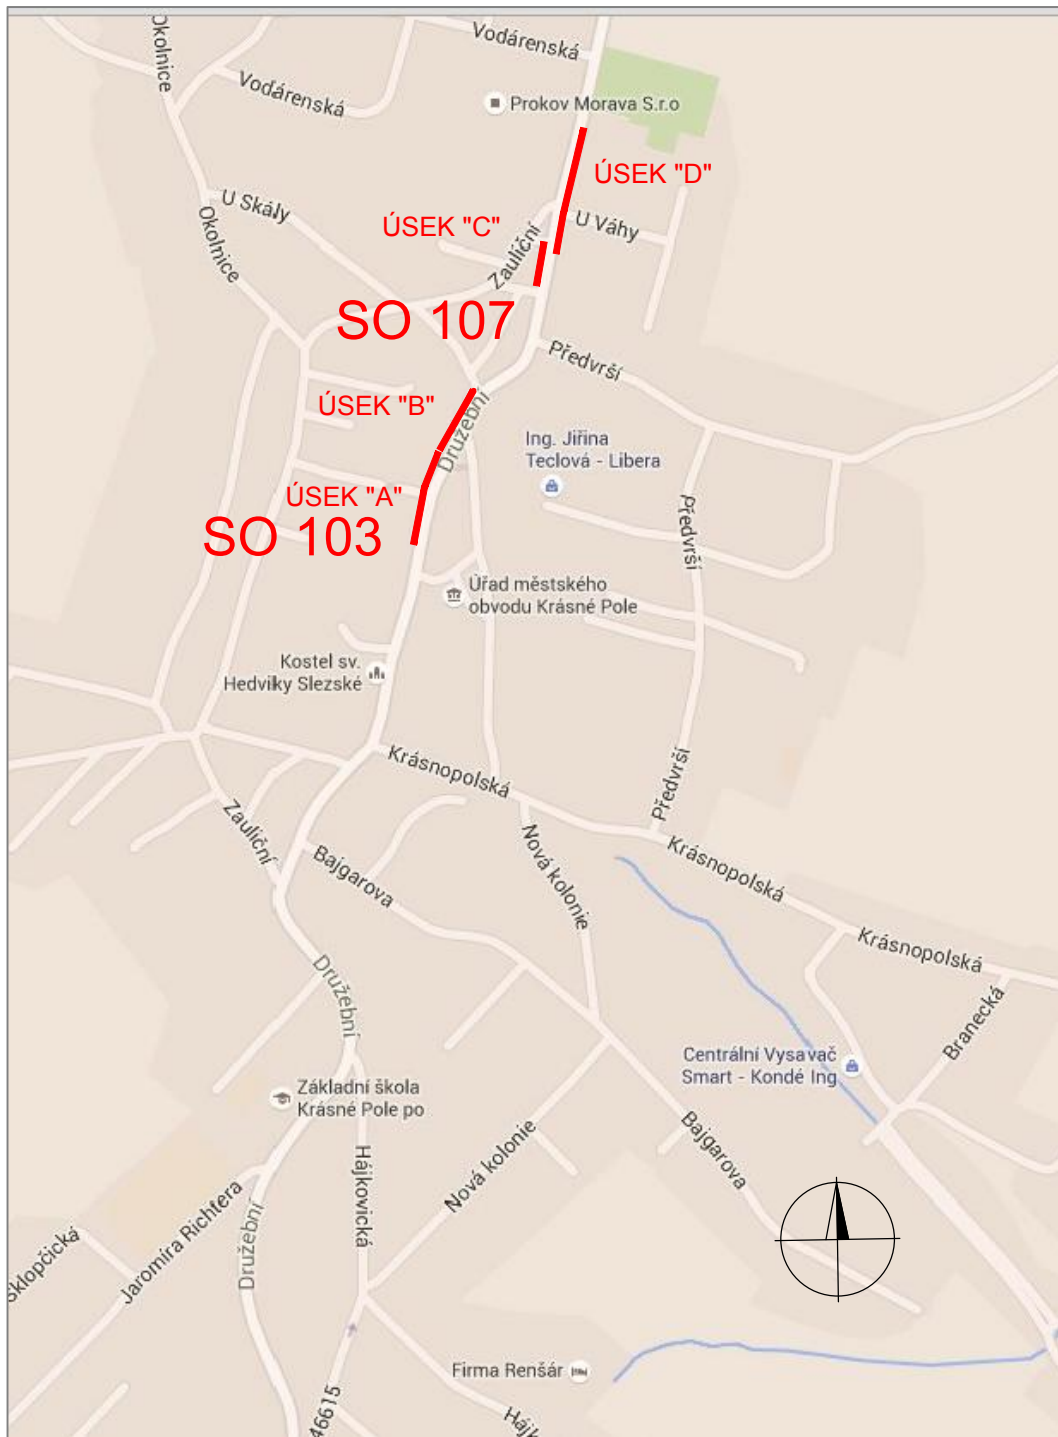 Vodárenská
Okolnice
Vodárenská
Prokov Morava S.r.o
ÚSEK "D"
U Skály
ÚSEK "C"
U Váhy
Zauliční
Okolnice
SO 107
Předvrší
ÚSEK "B"
Družební
Ing. Jiřina
Teclová - Libera
ÚSEK "A"
SO 103
Předvrší
Úřad městského
obvodu Krásné Pole
Kostel sv.
Hedviky Slezské
Krásnopolská
Předvrší
Zauliční
Bajgarova
Nová kolonie
Krásnopolská
Krásnopolská
Družební
Branecká
Centrální Vysavač
Smart - Kondé Ing
Základní škola
Krásné Pole po
Bajgarova
Nová kolonie
Hájkovická
Jaromíra Richtera
Družební
Sklopčická
Firma Renšár
46615
Hájk